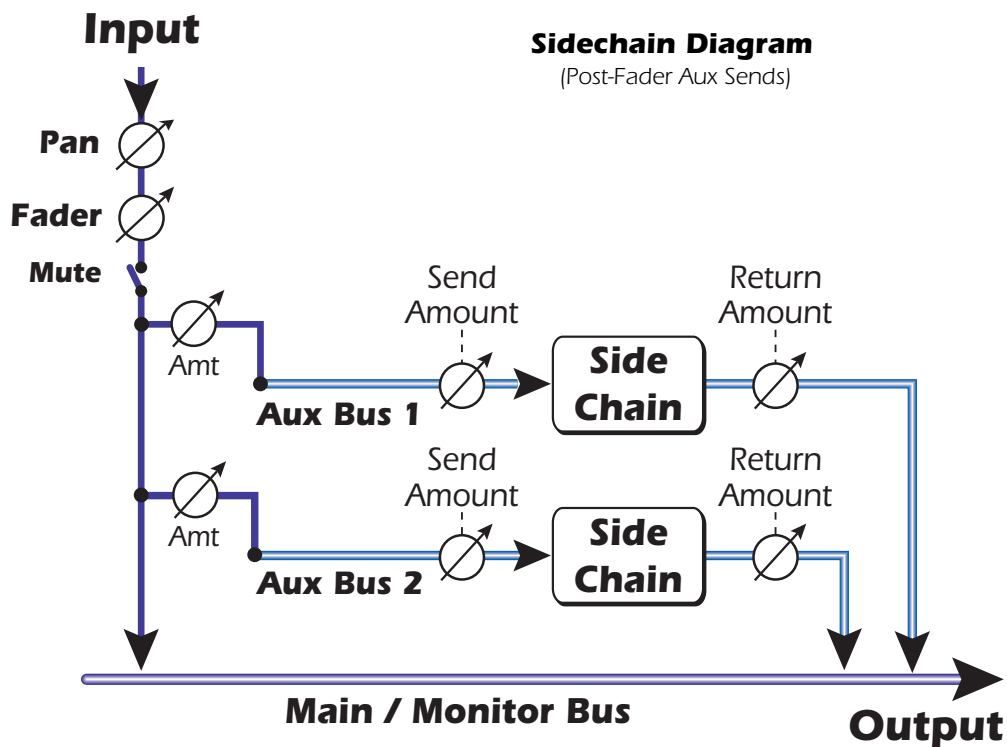 Input
Sidechain Diagram
(Post-Fader Aux Sends)
Pan
Fader
Mute
Amt
Send
Amount
Side
Chain
Return
Amount
Aux Bus 1
Amt
Send
Amount
Side
Chain
Return
Amount
Aux Bus 2
Main / Monitor Bus
Output